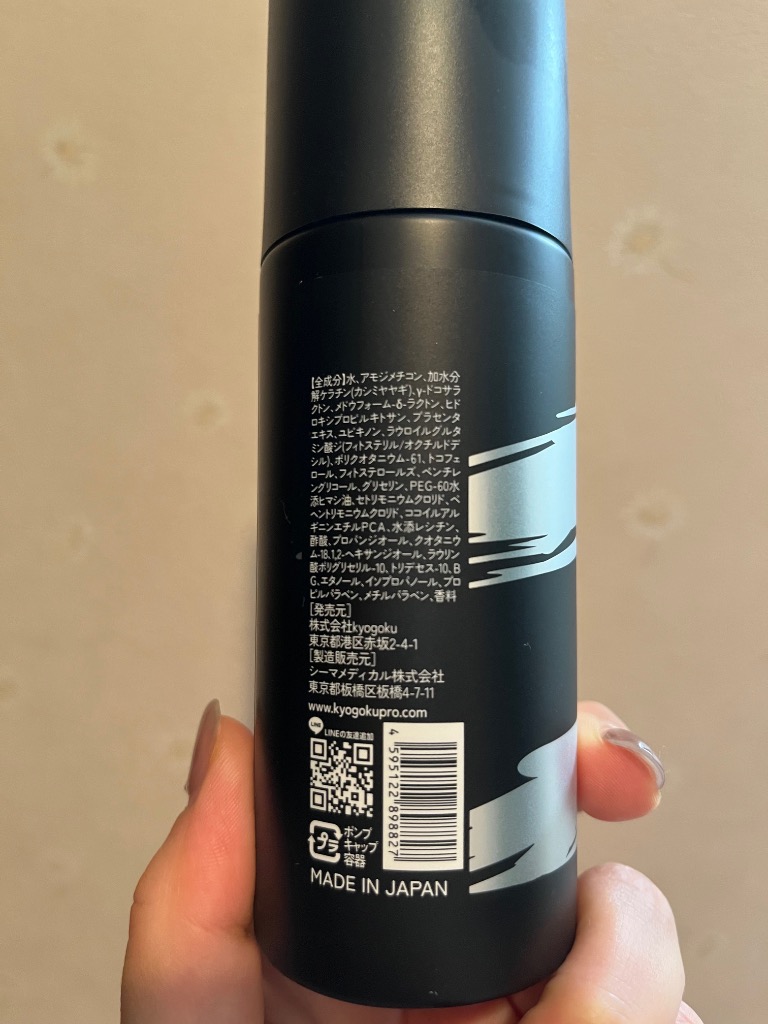 【全成分】水、アモジメチコン、加水分
解ケラチン(カシミヤヤギ)、γ-ドコサラ
クトン、メドウフォーム-δ-ラクトン、ヒド
ロキシプロピルキトサン、プラセンタ
エキス、ユビキノン、ラウロイルグルタ
ミン酸ジ(フィトステリル/オクチルドデ
シル)、ポリクオタニウム-61、トコフェ
ロール、フィトステロールズ、ペンチレ
ングリコール、グリセリン、PEG-60水
添ヒマシ油、セトリモニウムクロリド、ベ
ヘントリモニウムクロリド、ココイルアル
ギニンエチルPCA、水添レシチン、
酢酸、プロパンジオール、クオタニウ
ム-18、1,2-ヘキサンジオール、ラウリン
酸ポリグリセリル-10、トリデセス-10、B
G、エタノール、イソプロパノール、プロ
ピルパラベン、メチルパラベン、香料
[発売元]
株式会社kyogoku
東京都港区赤坂2-4-1
[製造販売元]
シーマメディカル株式会社
東京都板橋区板橋4-7-11
www.kyogokupro.com
LINE
LINEの友達追加
4 595122 898827
プラ
ポンプ
キャップ
容器
MADE IN JAPAN